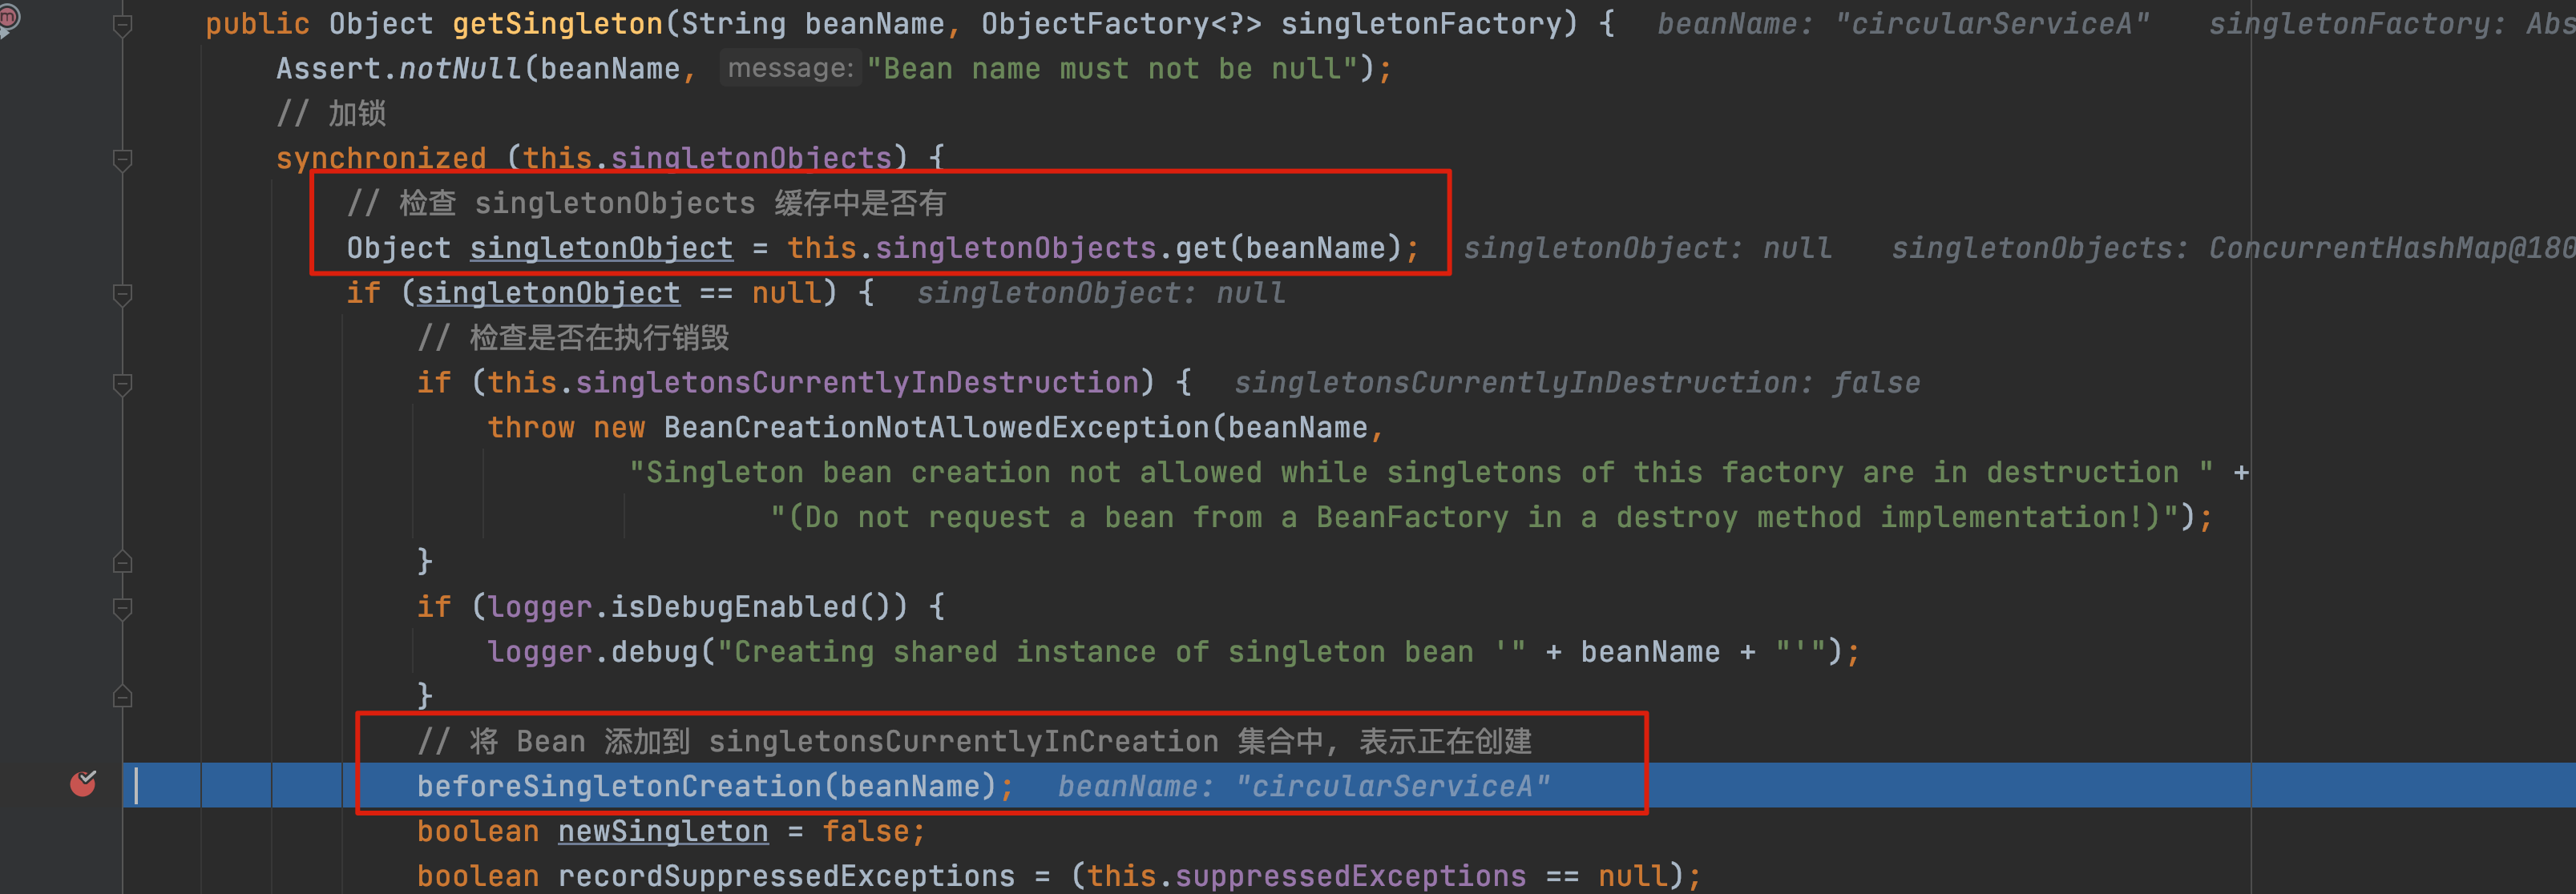 public Object getSingleton(String beanName, ObjectFactory<?> singletonFactory) {   beanName: "circularServiceA"   singletonFactory: Abs
Assert.notNull(beanName, message: "Bean name must not be null");
// 加锁
synchronized (this.singletonObjects) {
// 检查 singletonObjects 缓存中是否有
Object singletonObject = this.singletonObjects.get(beanName);   singletonObject: null   singletonObjects: ConcurrentHashMap@180
if (singletonObject == null) {   singletonObject: null
// 检查是否在执行销毁
if (this.singletonsCurrentlyInDestruction) {   singletonsCurrentlyInDestruction: false
throw new BeanCreationNotAllowedException(beanName,
"Singleton bean creation not allowed while singletons of this factory are in destruction " +
"(Do not request a bean from a BeanFactory in a destroy method implementation!)");
}
if (logger.isDebugEnabled()) {
logger.debug("Creating shared instance of singleton bean '" + beanName + "'");
}
// 将 Bean 添加到 singletonsCurrentlyInCreation 集合中, 表示正在创建
beforeSingletonCreation(beanName);   beanName: "circularServiceA"
boolean newSingleton = false;
boolean recordSuppressedExceptions = (this.suppressedExceptions == null);